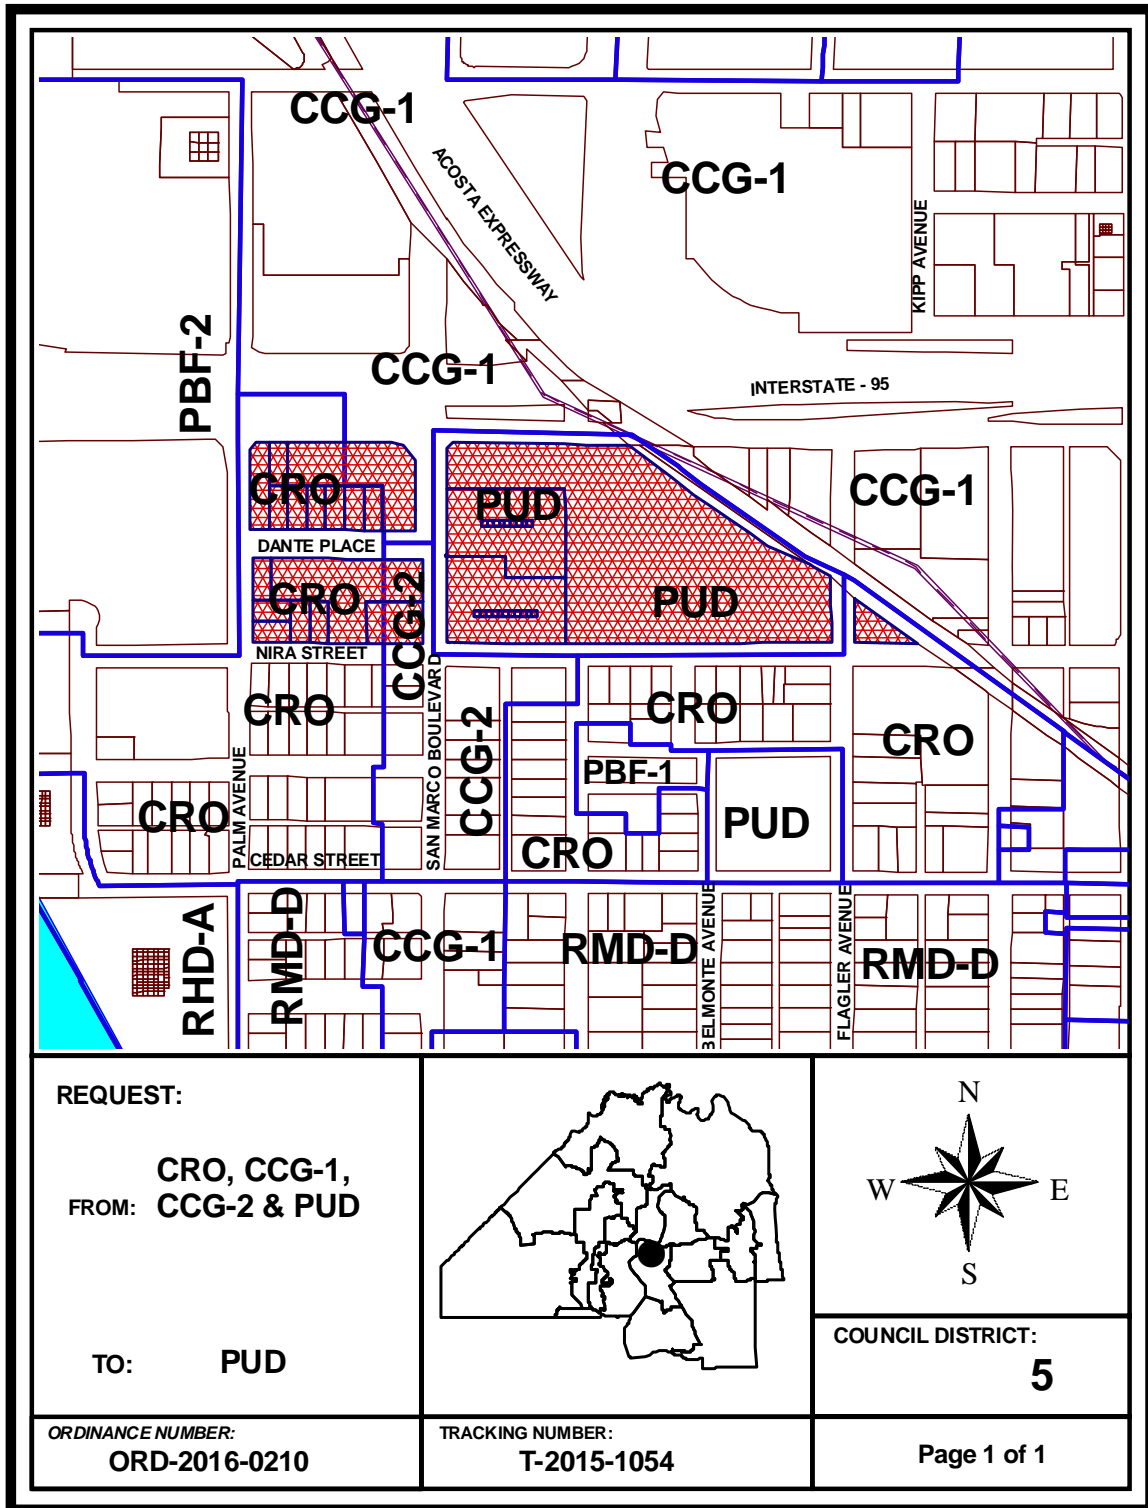 CCG-1
ACOSTA EXPRESSWAY
CCG-1
KIPP AVENUE
PBF-2
CCG-1
INTERSTATE - 95
CRO
PUD
CCG-1
DANTE PLACE
CRO
CCG-2
PUD
NIRA STREET
CRO
SAN MARCO BOULEVARD
CCG-2
CRO
CRO
PBF-1
PALM AVENUE
CRO
PUD
CRO
CEDAR STREET
RHD-A
RMD-D
CCG-1
RMD-D
BELMONTE AVENUE
FLAGLER AVENUE
RMD-D
REQUEST:
FROM: CRO, CCG-1,
CCG-2 & PUD
TO: PUD
N
W E
S
COUNCIL DISTRICT:
5
ORDINANCE NUMBER:
ORD-2016-0210
TRACKING NUMBER:
T-2015-1054
Page 1 of 1